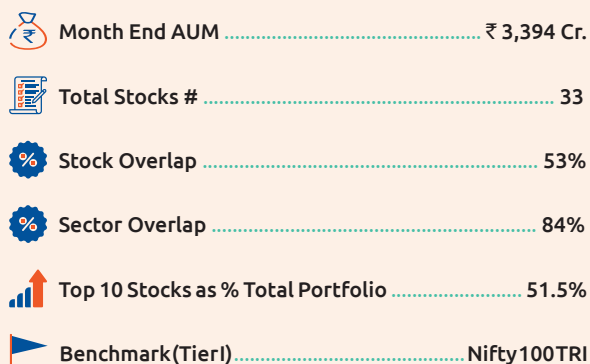 Month End AUM ............................................. ₹ 3,394 Cr.
Total Stocks # ............................................................. 33
Stock Overlap .......................................................... 53%
Sector Overlap ......................................................... 84%
Top 10 Stocks as % Total Portfolio ...................... 51.5%
Benchmark(TierI)........................................Nifty100TRI